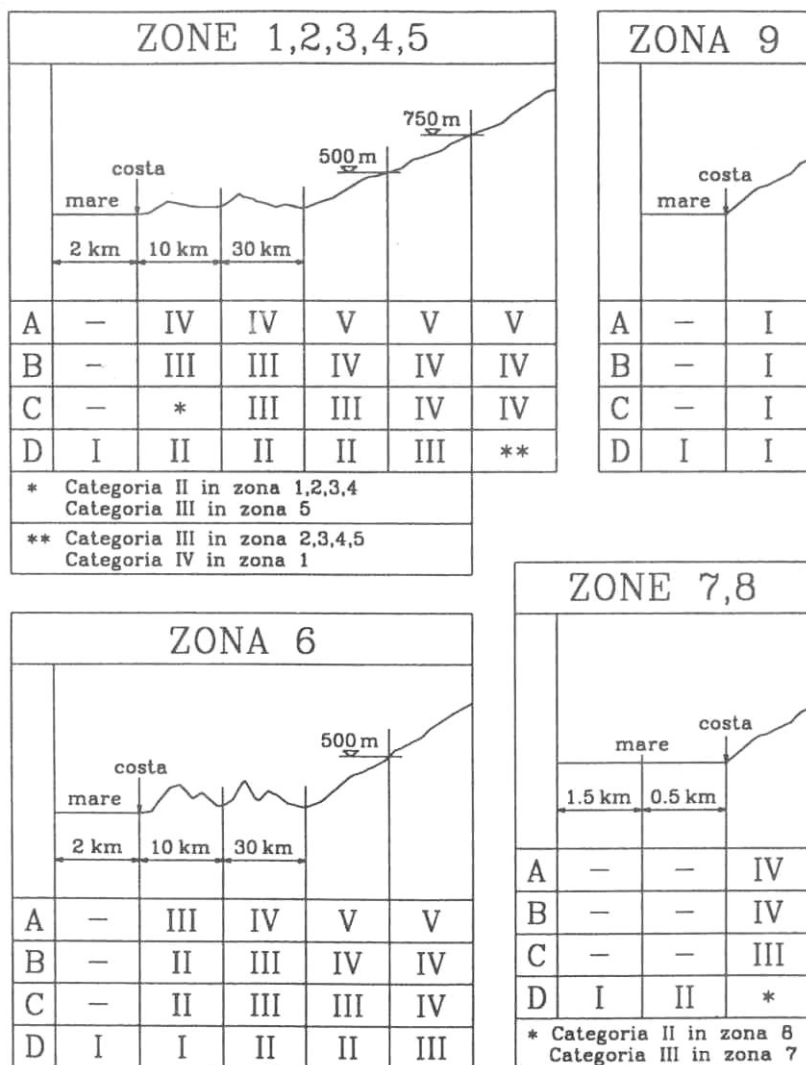 ZONE 1,2,3,4,5
750 m
500 m
costa
mare
2 km 10 km 30 km
A – IV IV V V V
B – III III IV IV IV
C – * III III IV IV
D I II II II III **
* Categoria II in zona 1,2,3,4
Categoria III in zona 5
** Categoria III in zona 2,3,4,5
Categoria IV in zona 1
ZONA 9
costa
mare
A – I
B – I
C – I
D I I
ZONA 6
500 m
costa
mare
2 km 10 km 30 km
A – III IV V V
B – II III IV IV
C – II III III IV
D I I II II III
ZONE 7,8
costa
mare
1.5 km 0.5 km
A – – IV
B – – IV
C – – III
D I II *
* Categoria II in zona 8
Categoria III in zona 7